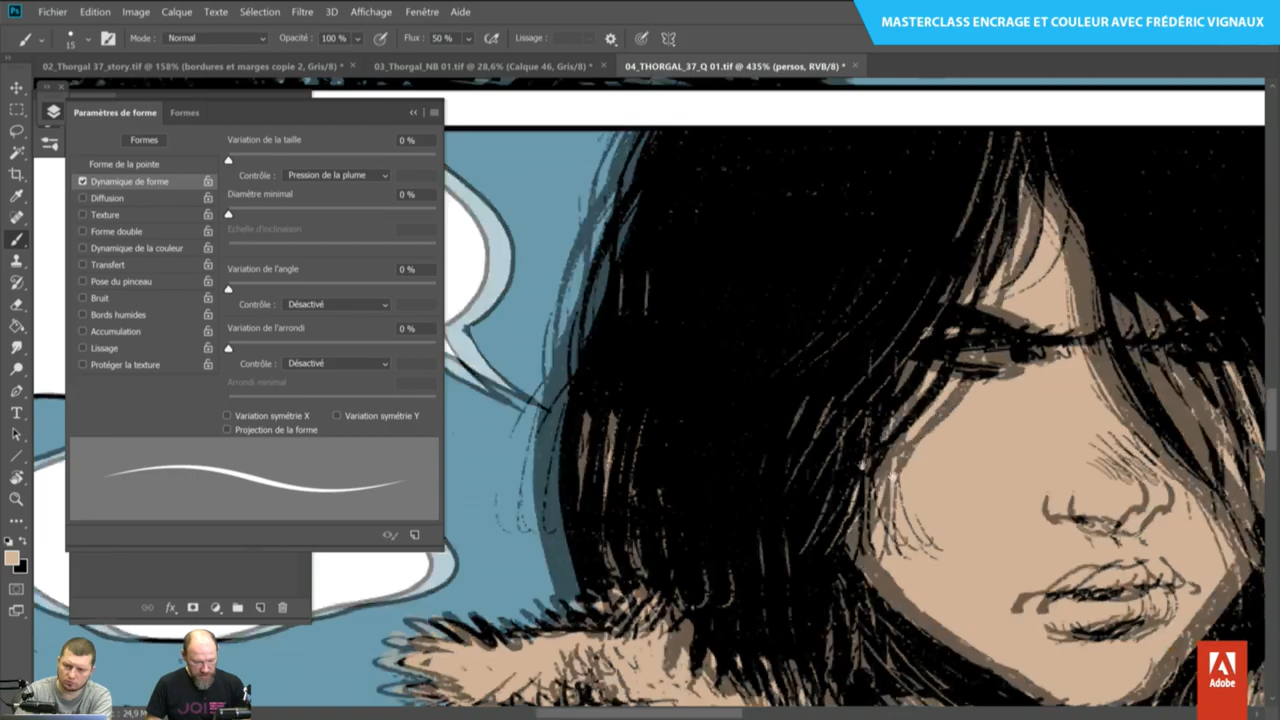 Fichier Edition Image Calque Texte Sélection Filtre 3D Affichage Fenêtre Aide
MASTERCLASS ENCRAGE ET COULEUR AVEC FRÉDÉRIC VIGNAUX
15 Mode : Normal Opacité : 100 % Flux : 50 % Lissage :
02_Thorgal 37_story.tif @ 158% (bordures et marges copie 2, Gris/8) * 03_Thorgal_NB 01.tif @ 28,6% (Calque 46, Gris/8) * 04_THORGAL_37_Q 01.tif @ 435% (persos, RVB/8) *
Paramètres de forme Formes
Formes
Forme de la pointe
Dynamique de forme
Diffusion
Texture
Forme double
Dynamique de la couleur
Transfert
Pose du pinceau
Bruit
Bords humides
Accumulation
Lissage
Protéger la texture
Variation de la taille 0 %
Contrôle : Pression de la plume
Diamètre minimal 0 %
Echelle d'inclinaison
Variation de l'angle 0 %
Contrôle : Désactivé
Variation de l'arrondi 0 %
Contrôle : Désactivé
Arrondi minimal
Variation symétrie X Variation symétrie Y
Projection de la forme
Adobe